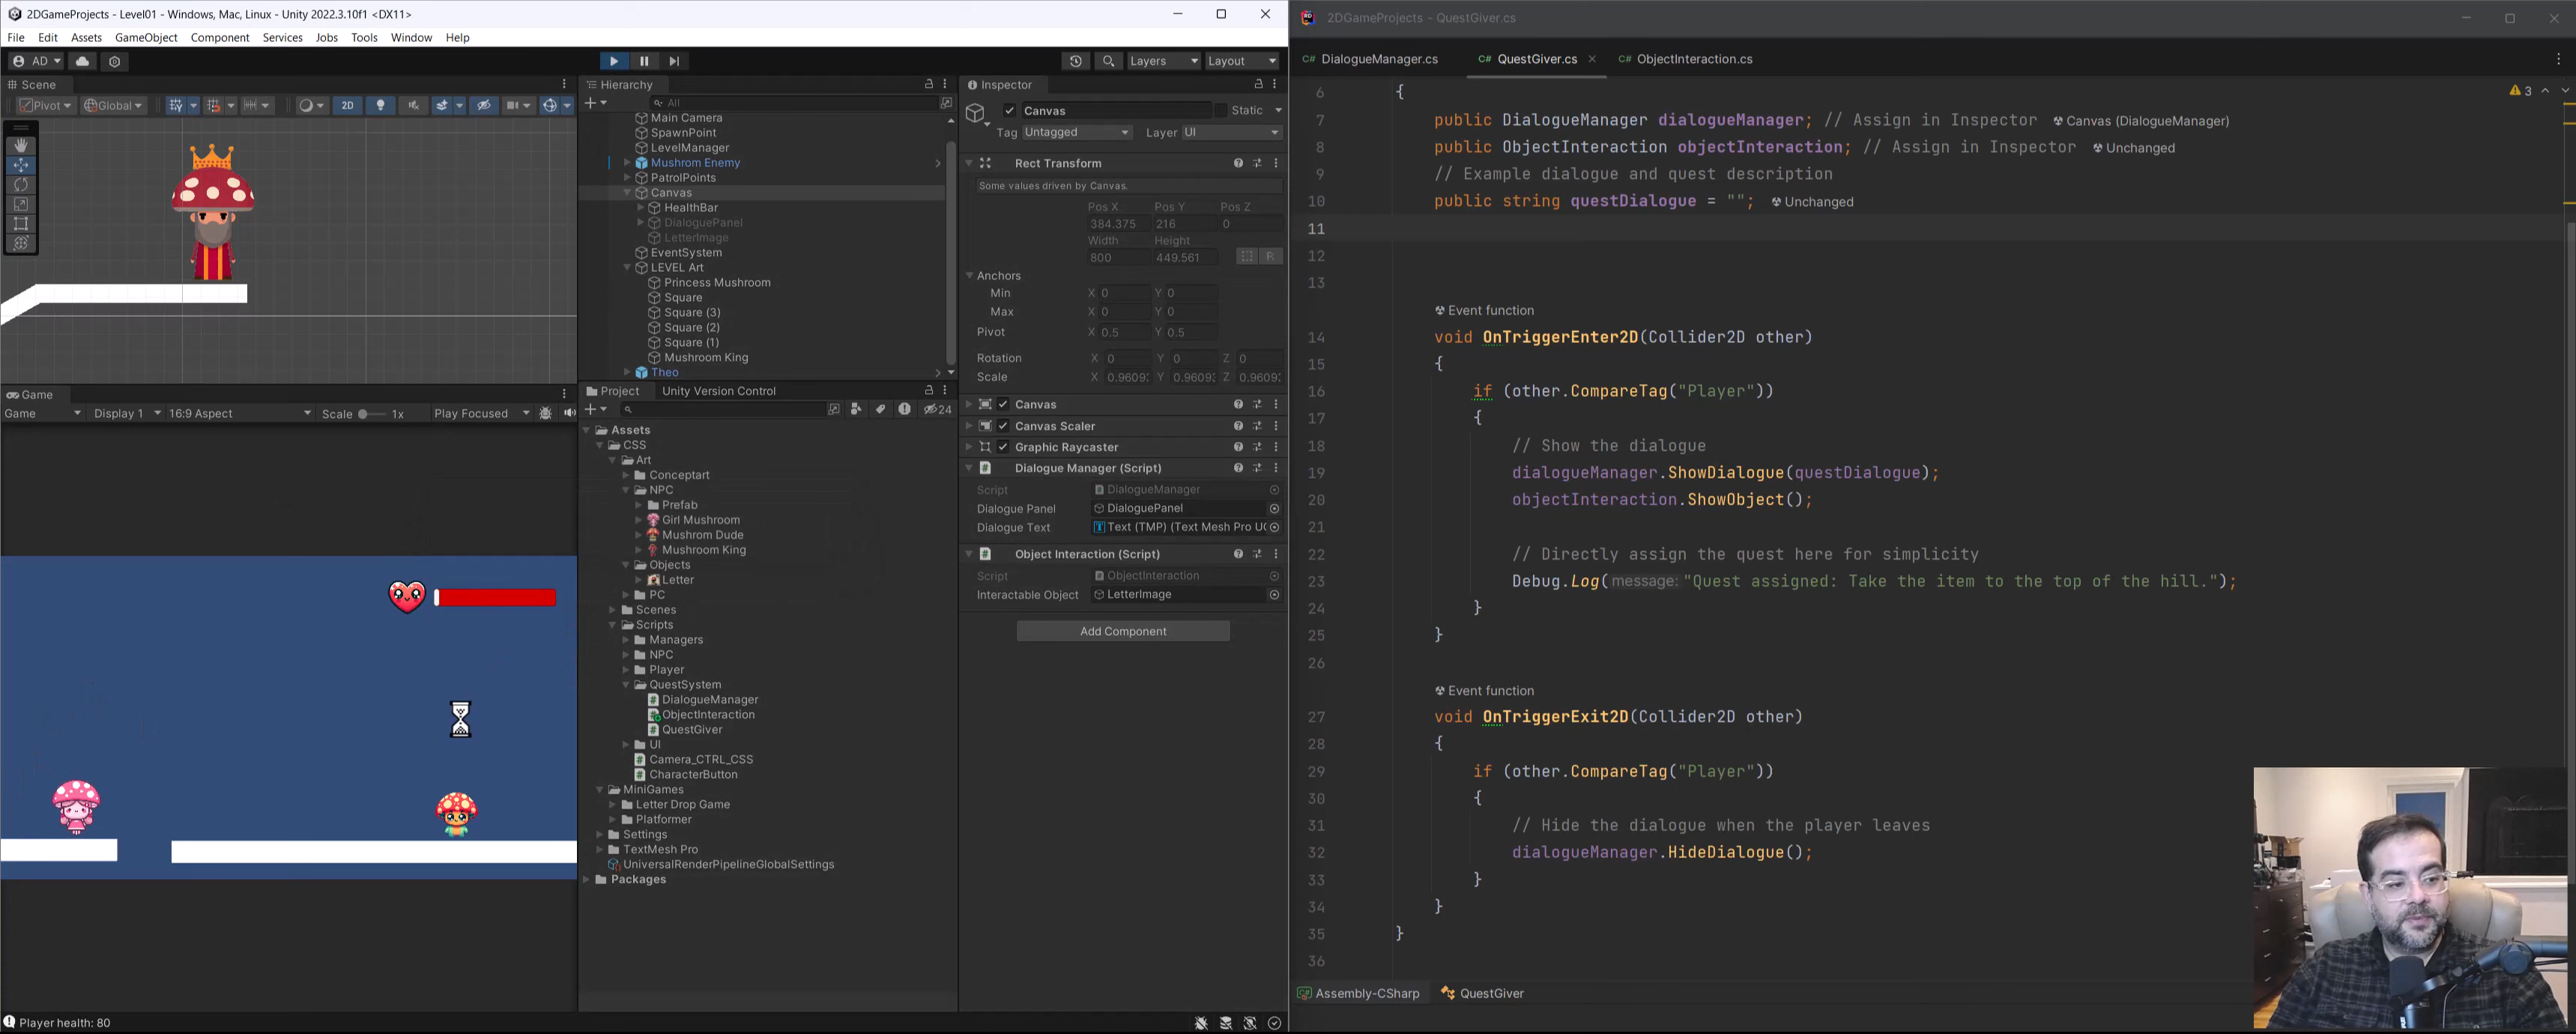 2DGameProjects - Level01 - Windows, Mac, Linux - Unity 2022.3.10f1 <DX11>
File Edit Assets GameObject Component Services Jobs Tools Window Help
AD
Layers
Layout
Scene
Pivot
Global
2D
Game
Game
Display 1
16:9 Aspect
Scale
1x
Play Focused
Player health: 80
Hierarchy
All
Main Camera
SpawnPoint
LevelManager
Mushrom Enemy
PatrolPoints
Canvas
HealthBar
DialoguePanel
LetterImage
EventSystem
LEVEL Art
Princess Mushroom
Square
Square (3)
Square (2)
Square (1)
Mushroom King
Theo
Project
Unity Version Control
24
Assets
CSS
Art
Conceptart
NPC
Prefab
Girl Mushroom
Mushrom Dude
Mushroom King
Objects
Letter
PC
Scenes
Scripts
Managers
NPC
Player
QuestSystem
DialogueManager
ObjectInteraction
QuestGiver
UI
Camera_CTRL_CSS
CharacterButton
MiniGames
Letter Drop Game
Platformer
Settings
TextMesh Pro
UniversalRenderPipelineGlobalSettings
Packages
Inspector
Canvas
Static
Tag Untagged Layer UI
Rect Transform
Some values driven by Canvas.
Pos X Pos Y Pos Z
384.375 216 0
Width Height
800 449.561
R
Anchors
Min X 0 Y 0
Max X 0 Y 0
Pivot X 0.5 Y 0.5
Rotation X 0 Y 0 Z 0
Scale X 0.9609 Y 0.9609 Z 0.9609
Canvas
Canvas Scaler
Graphic Raycaster
Dialogue Manager (Script)
Script DialogueManager
Dialogue Panel DialoguePanel
Dialogue Text Text (TMP) (Text Mesh Pro U
Object Interaction (Script)
Script ObjectInteraction
Interactable Object LetterImage
Add Component
2DGameProjects - QuestGiver.cs
C# DialogueManager.cs
C# QuestGiver.cs
C# ObjectInteraction.cs
3
6 {
7 public DialogueManager dialogueManager; // Assign in Inspector Canvas (DialogueManager)
8 public ObjectInteraction objectInteraction; // Assign in Inspector Unchanged
9 // Example dialogue and quest description
10 public string questDialogue = ""; Unchanged
11
12
13
Event function
14 void OnTriggerEnter2D(Collider2D other)
15 {
16 if (other.CompareTag("Player"))
17 {
18 // Show the dialogue
19 dialogueManager.ShowDialogue(questDialogue);
20 objectInteraction.ShowObject();
21
22 // Directly assign the quest here for simplicity
23 Debug.Log(message: "Quest assigned: Take the item to the top of the hill.");
24 }
25 }
26
Event function
27 void OnTriggerExit2D(Collider2D other)
28 {
29 if (other.CompareTag("Player"))
30 {
31 // Hide the dialogue when the player leaves
32 dialogueManager.HideDialogue();
33 }
34 }
35 }
36
Assembly-CSharp
QuestGiver